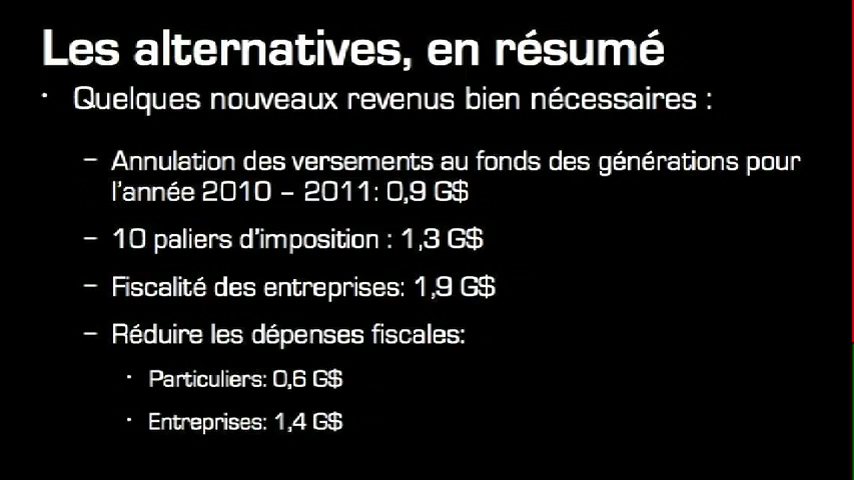 Les alternatives, en résumé
• Quelques nouveaux revenus bien nécessaires :
– Annulation des versements au fonds des générations pour
l'année 2010 – 2011: 0,9 G$
– 10 paliers d'imposition : 1,3 G$
– Fiscalité des entreprises: 1,9 G$
– Réduire les dépenses fiscales:
• Particuliers: 0,6 G$
• Entreprises: 1,4 G$